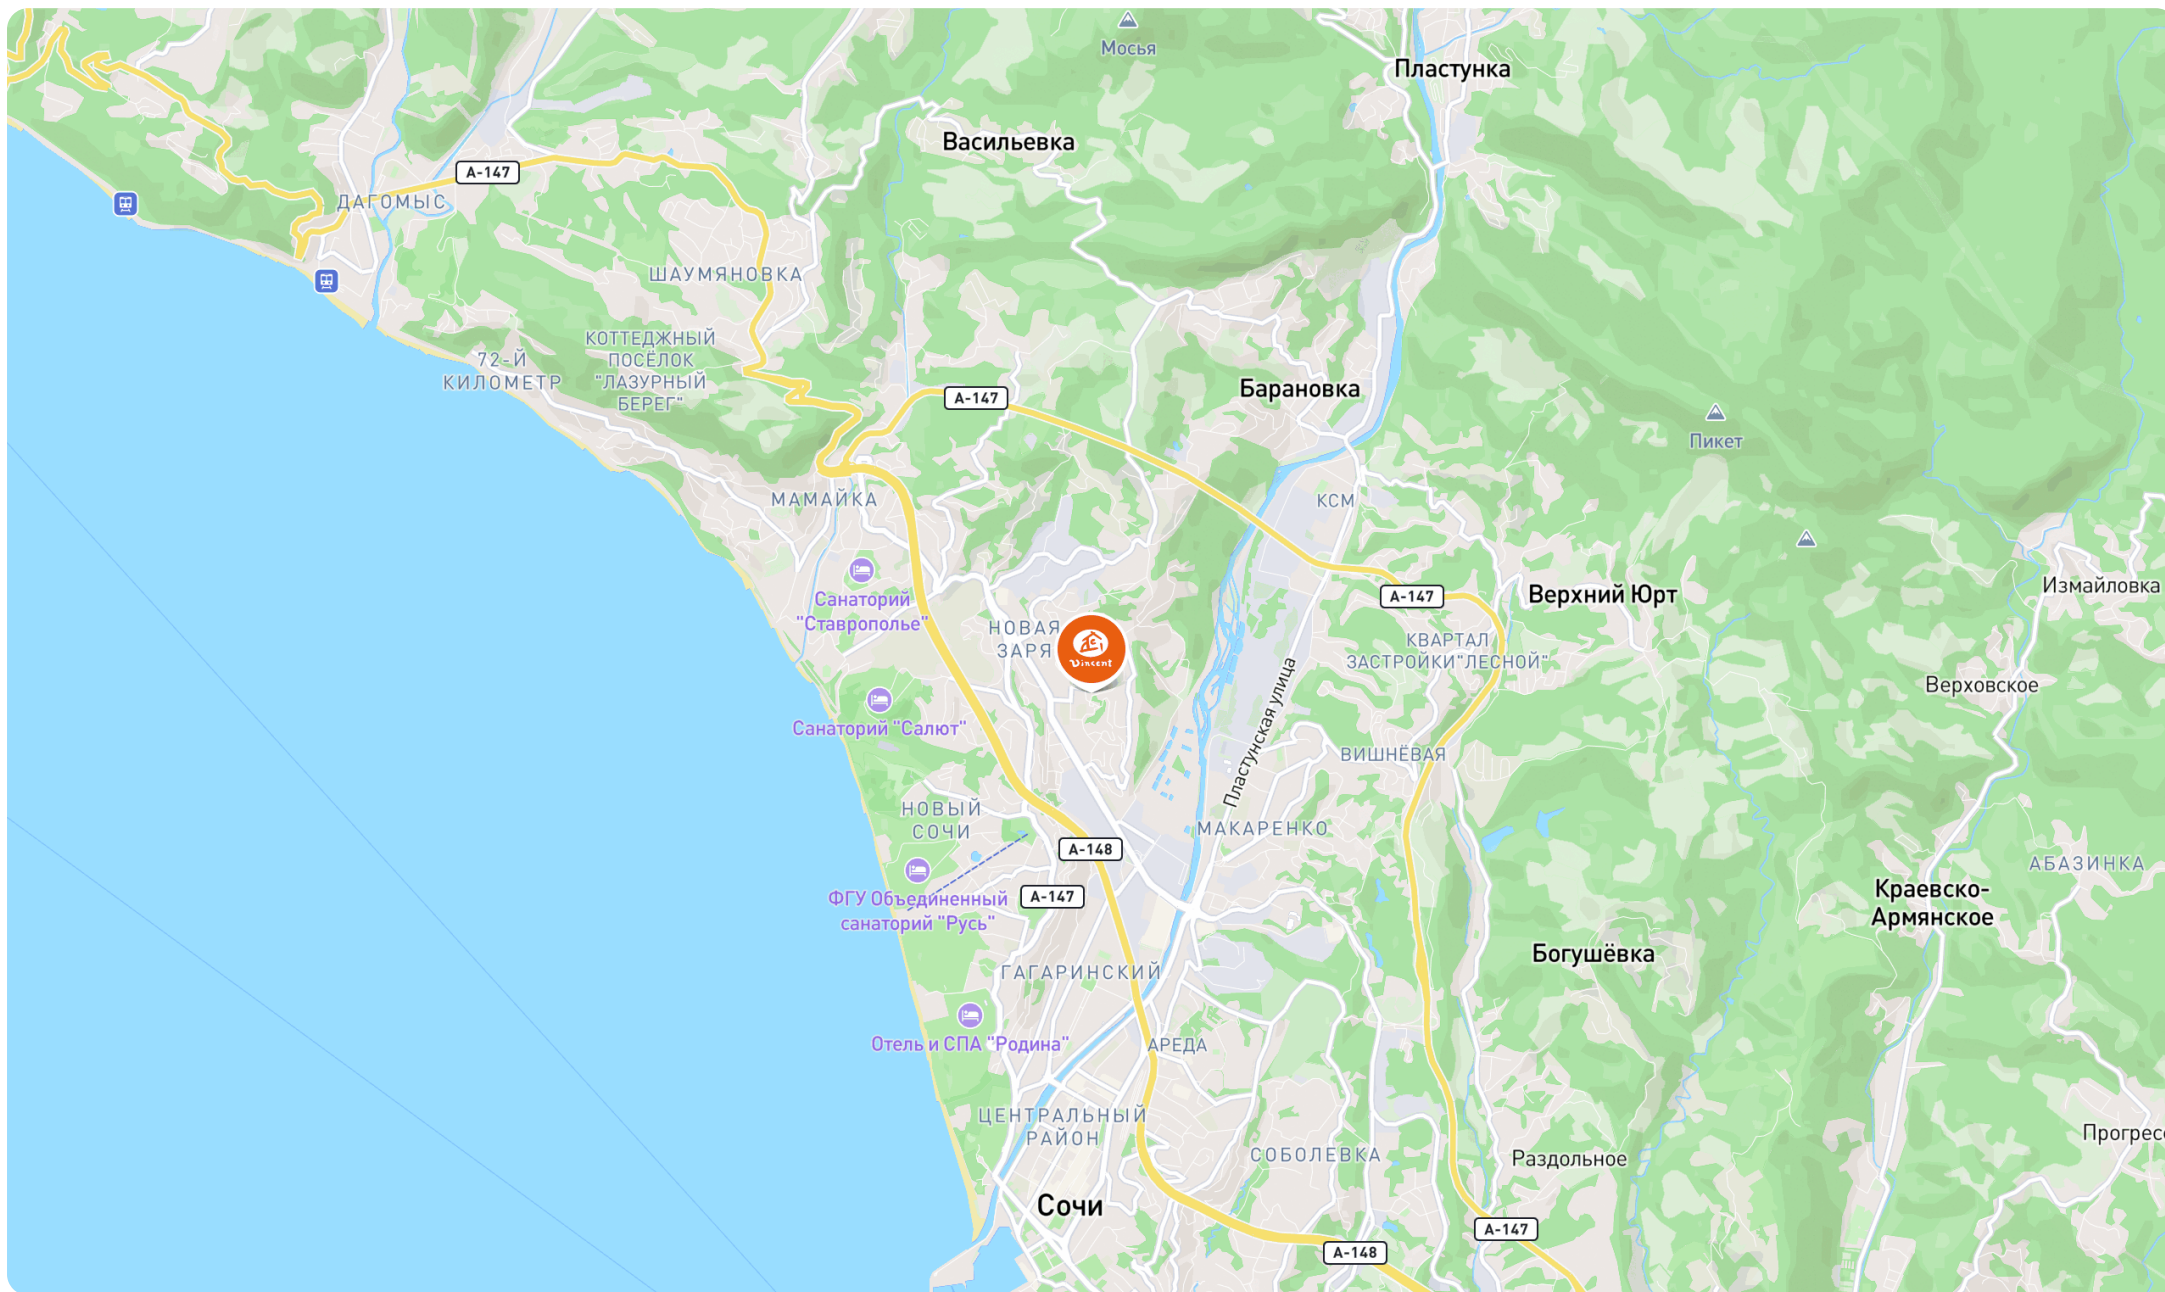 Мосья
Пластунка
Васильевка
А-147
ДАГОМЫС
ШАУМЯНОВКА
КОТТЕДЖНЫЙ
ПОСЁЛОК
"ЛАЗУРНЫЙ
БЕРЕГ"
72-Й
КИЛОМЕТР
Барановка
А-147
Пикет
МАМАЙКА
КСМ
Санаторий
"Ставрополье"
А-147
Верхний Юрт
Измайловка
НОВАЯ
ЗАРЯ
Vincent
КВАРТАЛ
ЗАСТРОЙКИ"ЛЕСНОЙ"
Верховское
Санаторий "Салют"
Пластунская улица
ВИШНЁВАЯ
НОВЫЙ
СОЧИ
МАКАРЕНКО
А-148
АБАЗИНКА
А-147
ФГУ Объединенный
санаторий "Русь"
Краевско-
Армянское
Богушёвка
ГАГАРИНСКИЙ
Отель и СПА "Родина"
АРЕДА
ЦЕНТРАЛЬНЫЙ
РАЙОН
СОБОЛЕВКА
Раздольное
Прогресс
Сочи
А-147
А-148